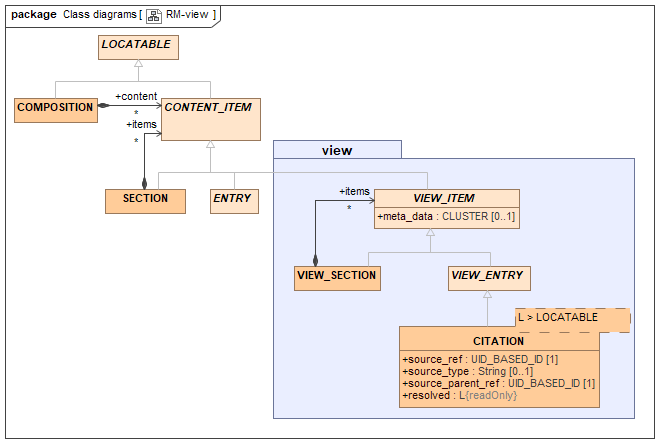 package Class diagrams [ RM-view ]
LOCATABLE
COMPOSITION
+content
*
CONTENT_ITEM
+items
*
view
SECTION
ENTRY
+items
*
VIEW_ITEM
+meta_data : CLUSTER [0..1]
VIEW_SECTION
VIEW_ENTRY
L > LOCATABLE
CITATION
+source_ref : UID_BASED_ID [1]
+source_type : String [0..1]
+source_parent_ref : UID_BASED_ID [1]
+resolved : L{readOnly}